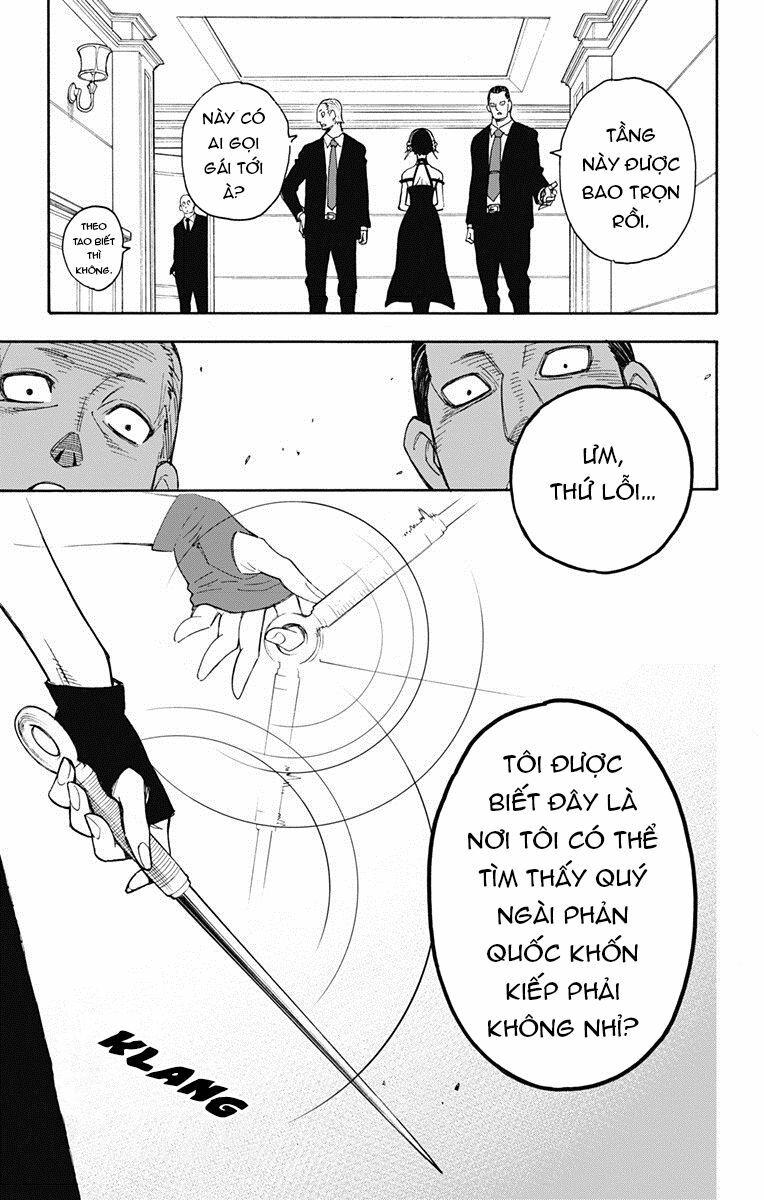 TẦNG
NÀY ĐƯỢC
BAO TRỌN
RỒI.
NÀY CÓ
AI GỌI
GÁI TỚI
À?
THEO
TAO BIẾT
THÌ
KHÔNG.
ƯM,
THỨ LỖI...
TÔI ĐƯỢC
BIẾT ĐÂY LÀ
NƠI TÔI CÓ THỂ
TÌM THẤY QUÝ
NGÀI PHẢN
QUỐC KHỐN
KIẾP PHẢI
KHÔNG NHỈ?
KLANG